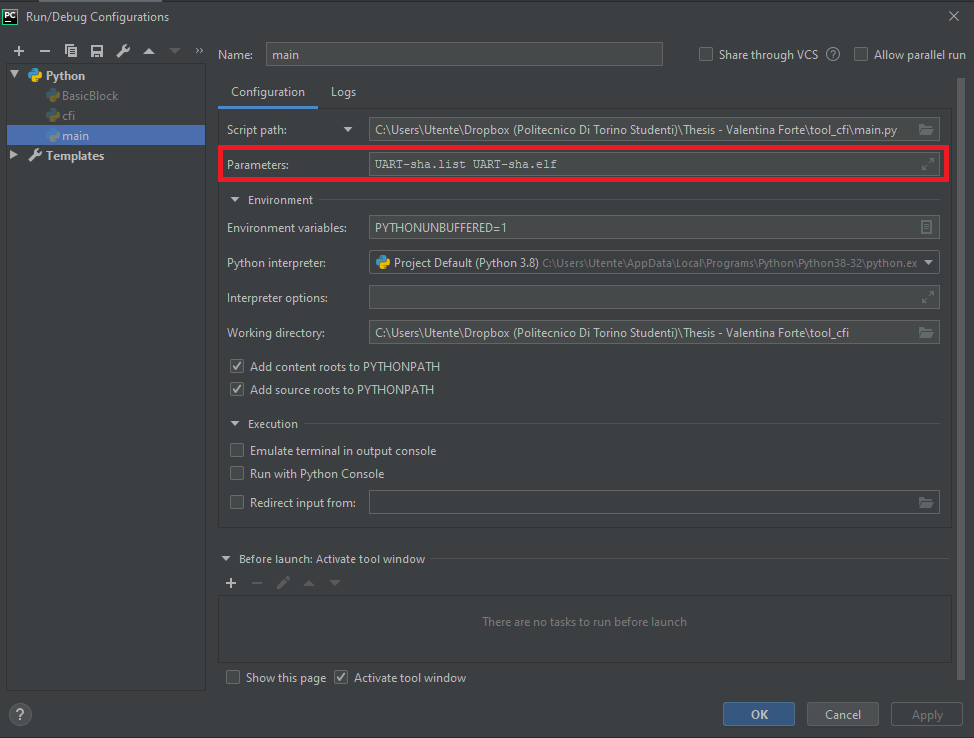 PC Run/Debug Configurations
Name: main Share through VCS ? Allow parallel run
Python
BasicBlock
cfi
main
Templates
Configuration Logs
Script path: C:\Users\Utente\Dropbox (Politecnico Di Torino Studenti)\Thesis - Valentina Forte\tool_cfi\main.py
Parameters: UART-sha.list UART-sha.elf
Environment
Environment variables: PYTHONUNBUFFERED=1
Python interpreter: Project Default (Python 3.8) C:\Users\Utente\AppData\Local\Programs\Python\Python38-32\python.ex
Interpreter options:
Working directory: C:\Users\Utente\Dropbox (Politecnico Di Torino Studenti)\Thesis - Valentina Forte\tool_cfi
Add content roots to PYTHONPATH
Add source roots to PYTHONPATH
Execution
Emulate terminal in output console
Run with Python Console
Redirect input from:
Before launch: Activate tool window
There are no tasks to run before launch
Show this page Activate tool window
? OK Cancel Apply